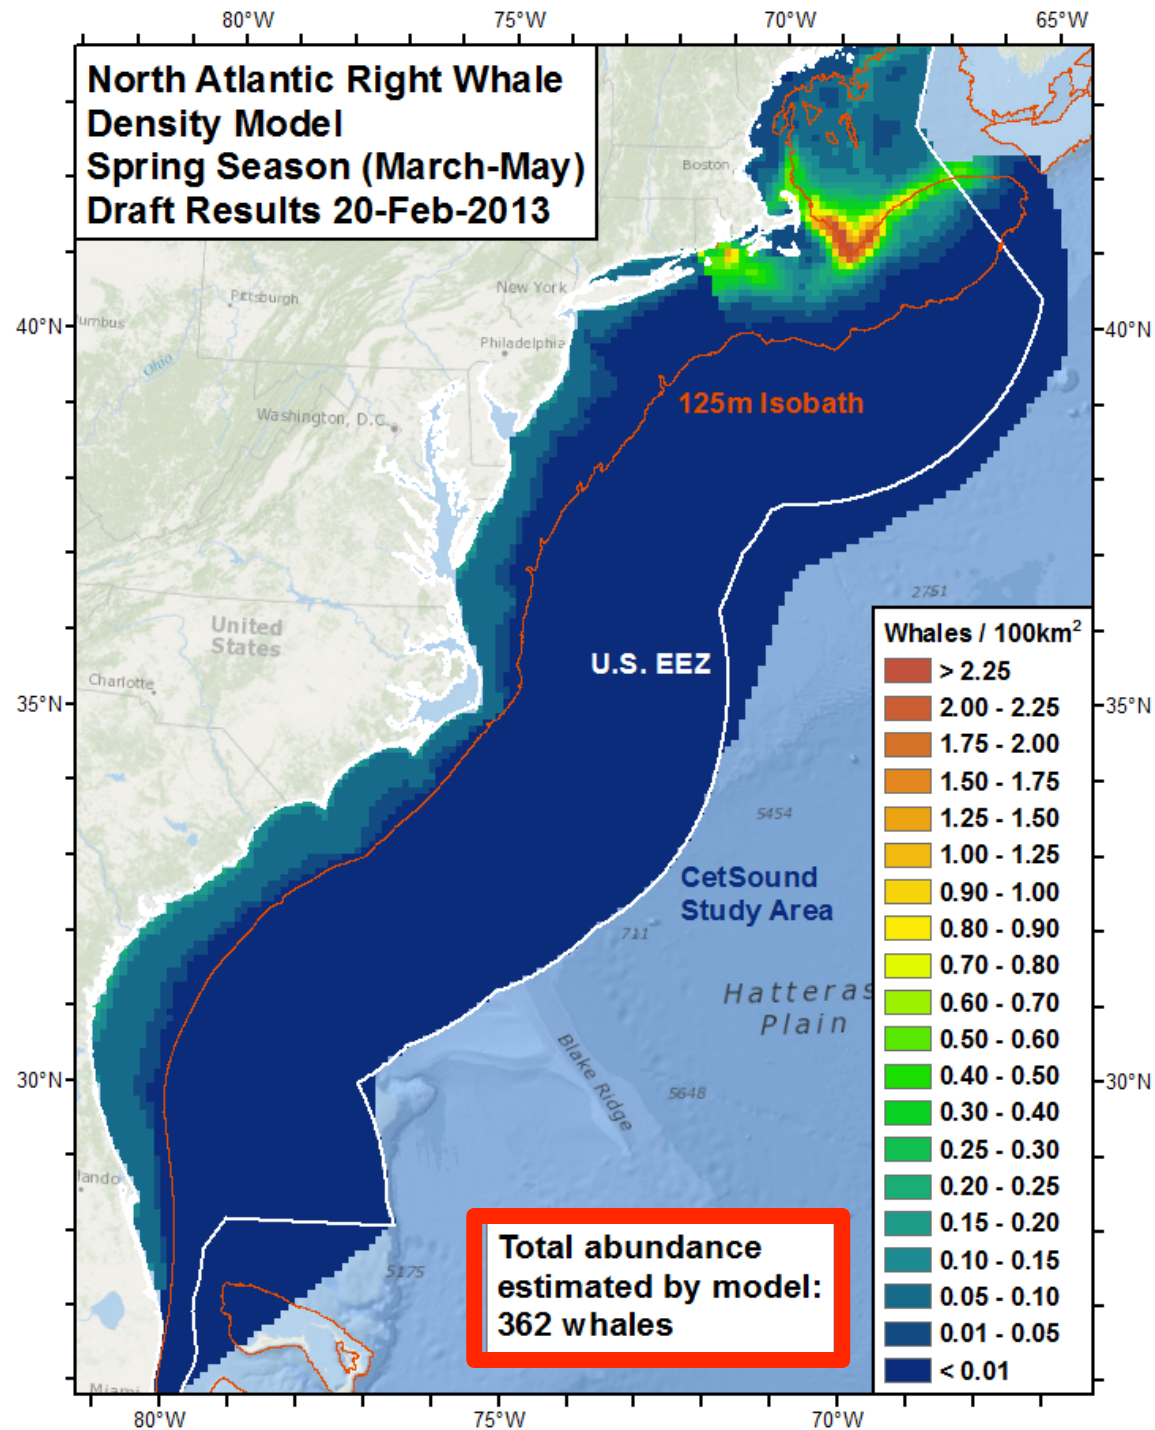 80°W
75°W
70°W
65°W
North Atlantic Right Whale
Density Model
Spring Season (March-May)
Draft Results 20-Feb-2013
Boston
New York
Pittsburgh
umbus
40°N
40°N
Philadelphia
Ohio
125m Isobath
Washington, D.C.
2751
United
States
Whales / 100km²
U.S. EEZ
> 2.25
Charlotte
2.00 - 2.25
35°N
35°N
1.75 - 2.00
1.50 - 1.75
5454
1.25 - 1.50
1.00 - 1.25
CetSound
Study Area
0.90 - 1.00
711
0.80 - 0.90
0.70 - 0.80
Hatteras
Plain
0.60 - 0.70
Blake Ridge
0.50 - 0.60
30°N
30°N
0.40 - 0.50
5648
0.30 - 0.40
0.25 - 0.30
lando
0.20 - 0.25
0.15 - 0.20
Total abundance
estimated by model:
362 whales
5175
0.10 - 0.15
0.05 - 0.10
0.01 - 0.05
< 0.01
Miami
80°W
75°W
70°W